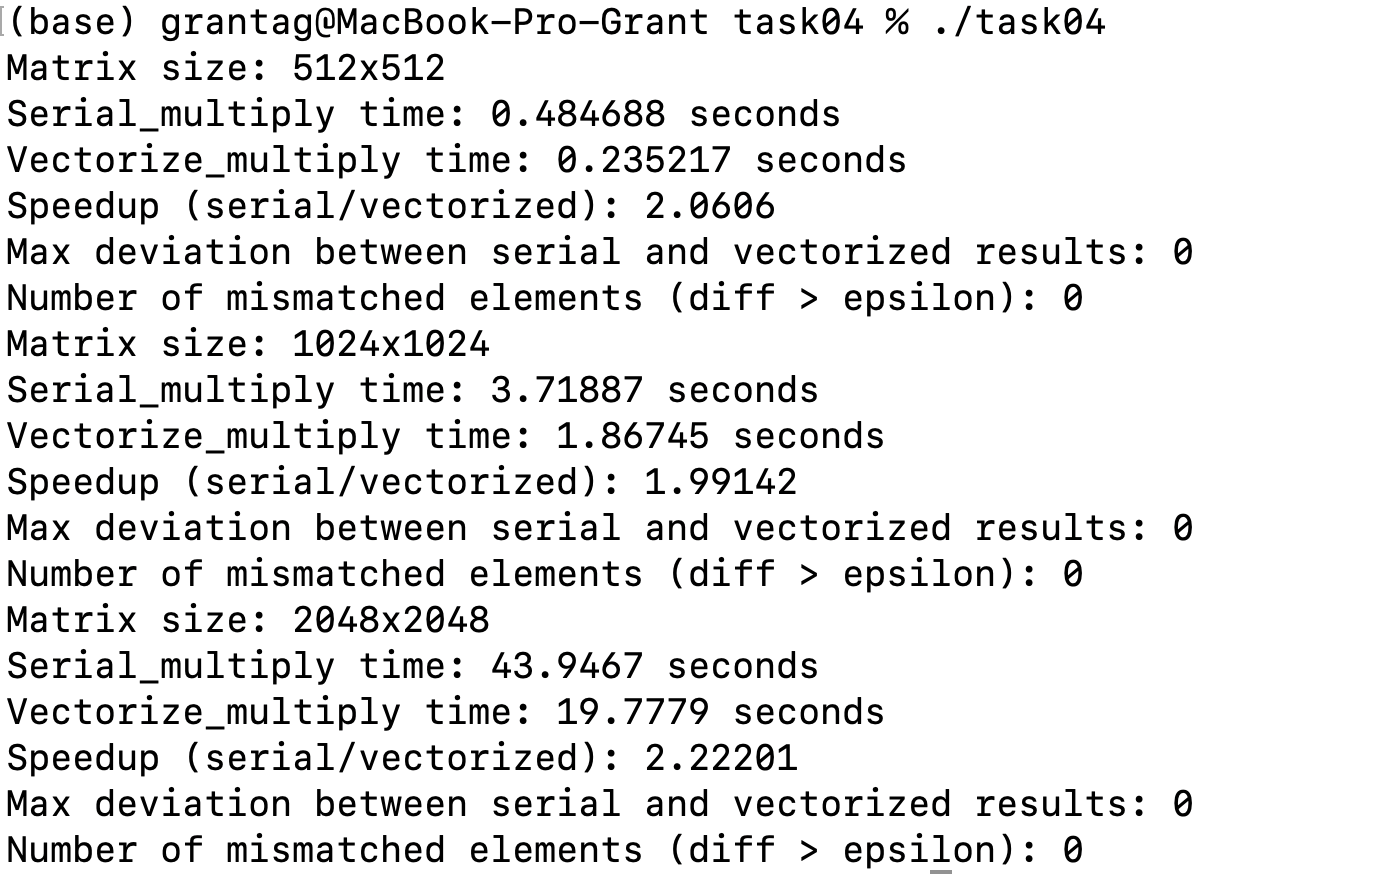 (base) grantag@MacBook-Pro-Grant task04 % ./task04
Matrix size: 512x512
Serial_multiply time: 0.484688 seconds
Vectorize_multiply time: 0.235217 seconds
Speedup (serial/vectorized): 2.0606
Max deviation between serial and vectorized results: 0
Number of mismatched elements (diff > epsilon): 0
Matrix size: 1024x1024
Serial_multiply time: 3.71887 seconds
Vectorize_multiply time: 1.86745 seconds
Speedup (serial/vectorized): 1.99142
Max deviation between serial and vectorized results: 0
Number of mismatched elements (diff > epsilon): 0
Matrix size: 2048x2048
Serial_multiply time: 43.9467 seconds
Vectorize_multiply time: 19.7779 seconds
Speedup (serial/vectorized): 2.22201
Max deviation between serial and vectorized results: 0
Number of mismatched elements (diff > epsilon): 0